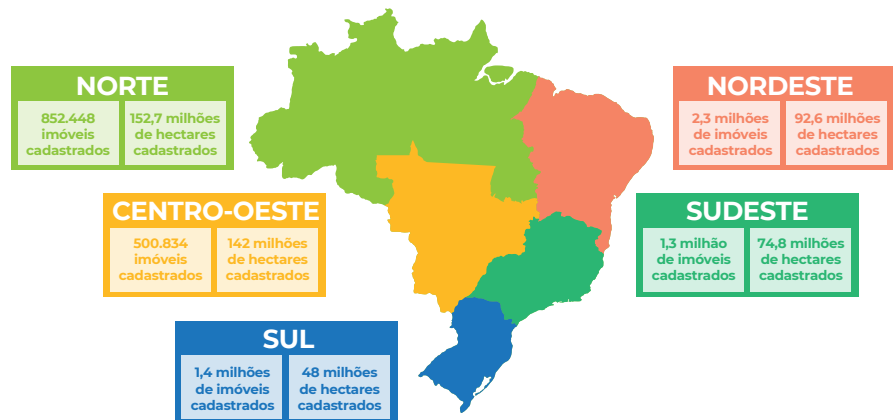 NORTE
852.448
imóveis
cadastrados
152,7 milhões
de hectares
cadastrados
NORDESTE
2,3 milhões
de imóveis
cadastrados
92,6 milhões
de hectares
cadastrados
CENTRO-OESTE
500.834
imóveis
cadastrados
142 milhões
de hectares
cadastrados
SUDESTE
1,3 milhão
de imóveis
cadastrados
74,8 milhões
de hectares
cadastrados
SUL
1,4 milhões
de imóveis
cadastrados
48 milhões
de hectares
cadastrados